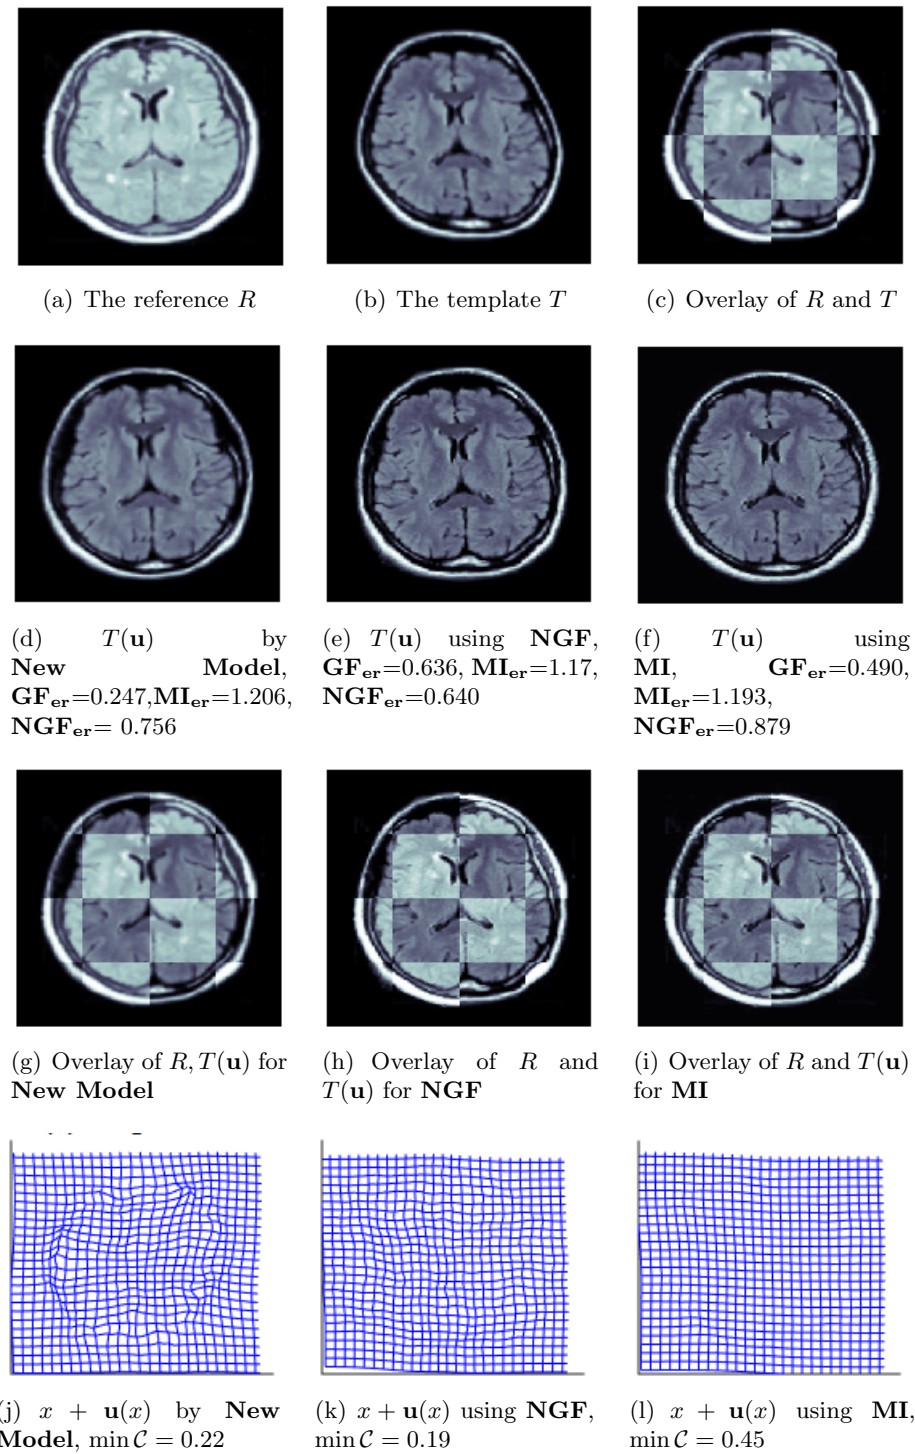 (a) The reference R
(b) The template T
(c) Overlay of R and T
(d) T(u) by
New Model,
GFer=0.247,MIer=1.206,
NGFer= 0.756
(e) T(u) using NGF,
GFer=0.636, MIer=1.17,
NGFer=0.640
(f) T(u) using
MI, GFer=0.490,
MIer=1.193,
NGFer=0.879
(g) Overlay of R, T(u) for
New Model
(h) Overlay of R and
T(u) for NGF
(i) Overlay of R and T(u)
for MI
(j) x + u(x) by New
Model, min C = 0.22
(k) x + u(x) using NGF,
min C = 0.19
(l) x + u(x) using MI,
min C = 0.45